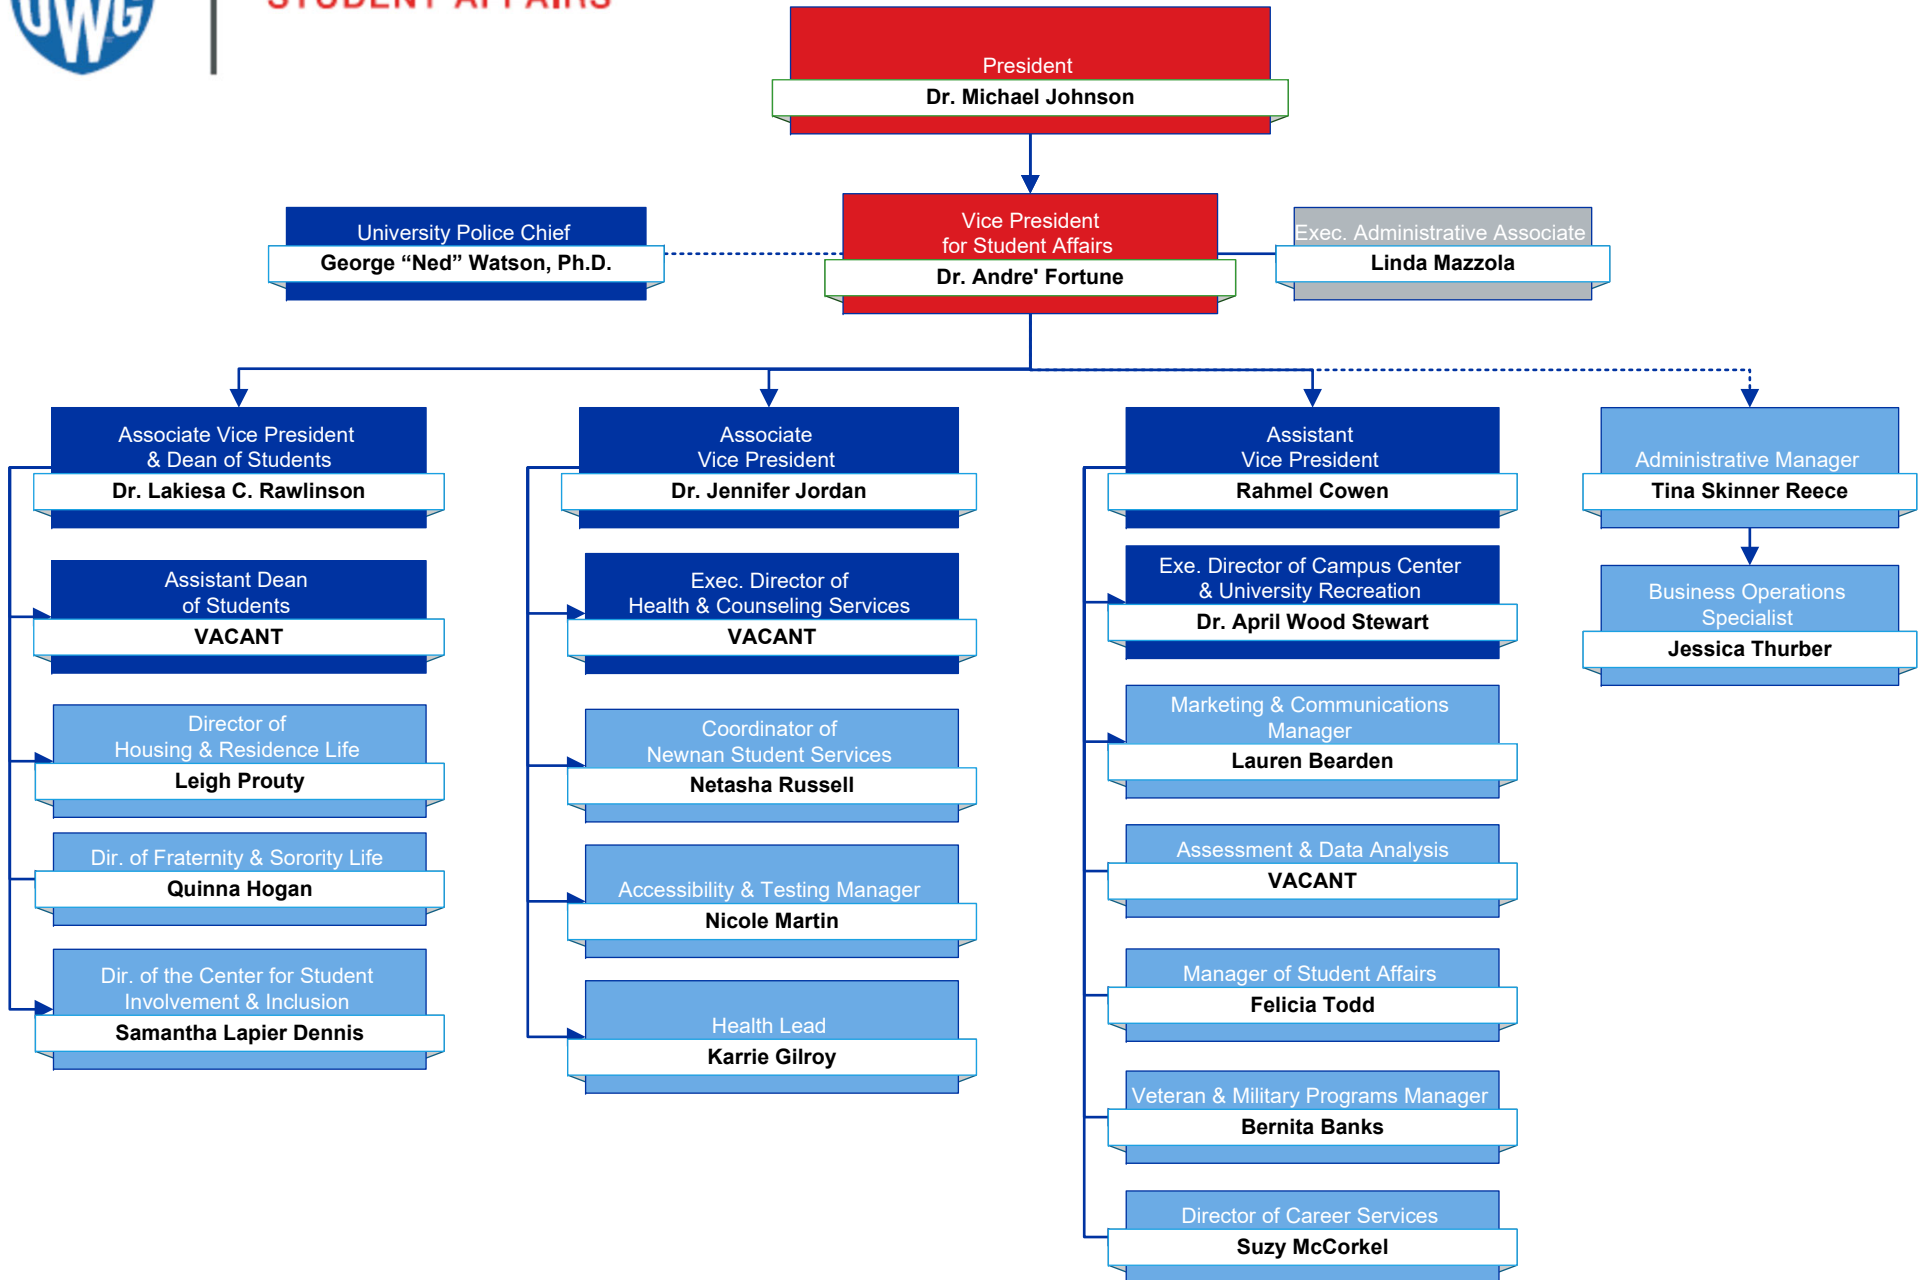 UWG
STUDENT AFFAIRS
President
Dr. Michael Johnson
University Police Chief
George “Ned” Watson, Ph.D.
Vice President
for Student Affairs
Dr. Andre' Fortune
Exec. Administrative Associate
Linda Mazzola
Associate Vice President
& Dean of Students
Dr. Lakiesa C. Rawlinson
Assistant Dean
of Students
VACANT
Director of
Housing & Residence Life
Leigh Prouty
Dir. of Fraternity & Sorority Life
Quinna Hogan
Dir. of the Center for Student
Involvement & Inclusion
Samantha Lapier Dennis
Associate
Vice President
Dr. Jennifer Jordan
Exec. Director of
Health & Counseling Services
VACANT
Coordinator of
Newnan Student Services
Netasha Russell
Accessibility & Testing Manager
Nicole Martin
Health Lead
Karrie Gilroy
Assistant
Vice President
Rahmel Cowen
Exe. Director of Campus Center
& University Recreation
Dr. April Wood Stewart
Marketing & Communications
Manager
Lauren Bearden
Assessment & Data Analysis
VACANT
Manager of Student Affairs
Felicia Todd
Veteran & Military Programs Manager
Bernita Banks
Director of Career Services
Suzy McCorkel
Administrative Manager
Tina Skinner Reece
Business Operations
Specialist
Jessica Thurber